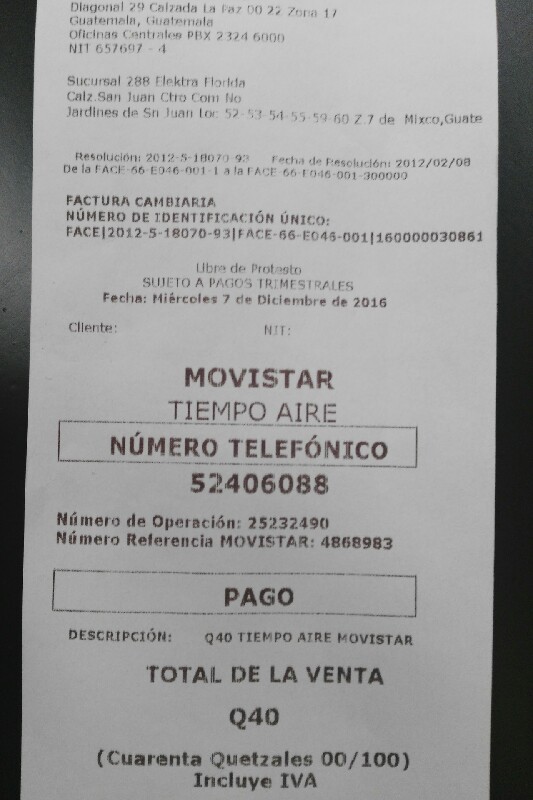 Diagonal 29 Calzada La Paz 00 22 Zona 17
Guatemala, Guatemala
Oficinas Centrales PBX 2324 6000
NIT 657697 - 4
Sucursal 288 Elektra Florida
Calz.San Juan Ctro Com No
Jardines de Sn Juan Loc: 52-53-54-55-59-60 Z.7 de Mixco,Guate
Resolución: 2012-5-18070-93 Fecha de Resolución: 2012/02/08
De la FACE-66-E046-001-1 a la FACE-66-E046-001-300000
FACTURA CAMBIARIA
NÚMERO DE IDENTIFICACIÓN ÚNICO:
FACE|2012-5-18070-93|FACE-66-E046-001|160000030861
Libre de Protesto
SUJETO A PAGOS TRIMESTRALES
Fecha: Miércoles 7 de Diciembre de 2016
Cliente: NIT:
MOVISTAR
TIEMPO AIRE
NÚMERO TELEFÓNICO
52406088
Número de Operación: 25232490
Número Referencia MOVISTAR: 4868983
PAGO
DESCRIPCIÓN: Q40 TIEMPO AIRE MOVISTAR
TOTAL DE LA VENTA
Q40
(Cuarenta Quetzales 00/100)
Incluye IVA